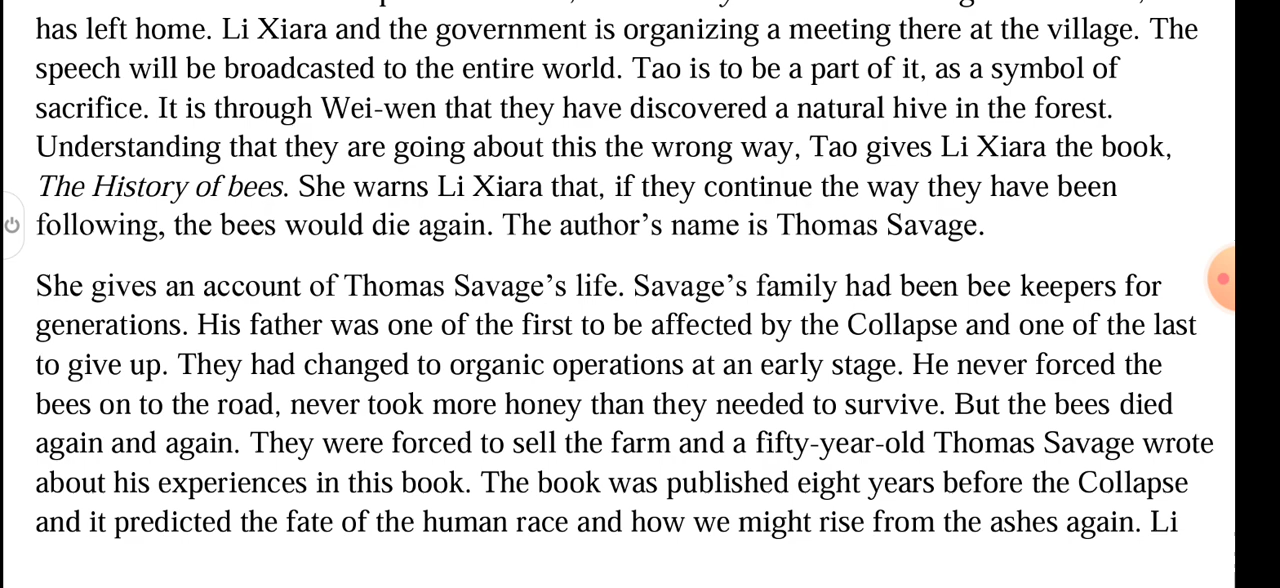 has left home. Li Xiara and the government is organizing a meeting there at the village. The
speech will be broadcasted to the entire world. Tao is to be a part of it, as a symbol of
sacrifice. It is through Wei-wen that they have discovered a natural hive in the forest.
Understanding that they are going about this the wrong way, Tao gives Li Xiara the book,
The History of bees. She warns Li Xiara that, if they continue the way they have been
following, the bees would die again. The author’s name is Thomas Savage.
She gives an account of Thomas Savage’s life. Savage’s family had been bee keepers for
generations. His father was one of the first to be affected by the Collapse and one of the last
to give up. They had changed to organic operations at an early stage. He never forced the
bees on to the road, never took more honey than they needed to survive. But the bees died
again and again. They were forced to sell the farm and a fifty-year-old Thomas Savage wrote
about his experiences in this book. The book was published eight years before the Collapse
and it predicted the fate of the human race and how we might rise from the ashes again. Li